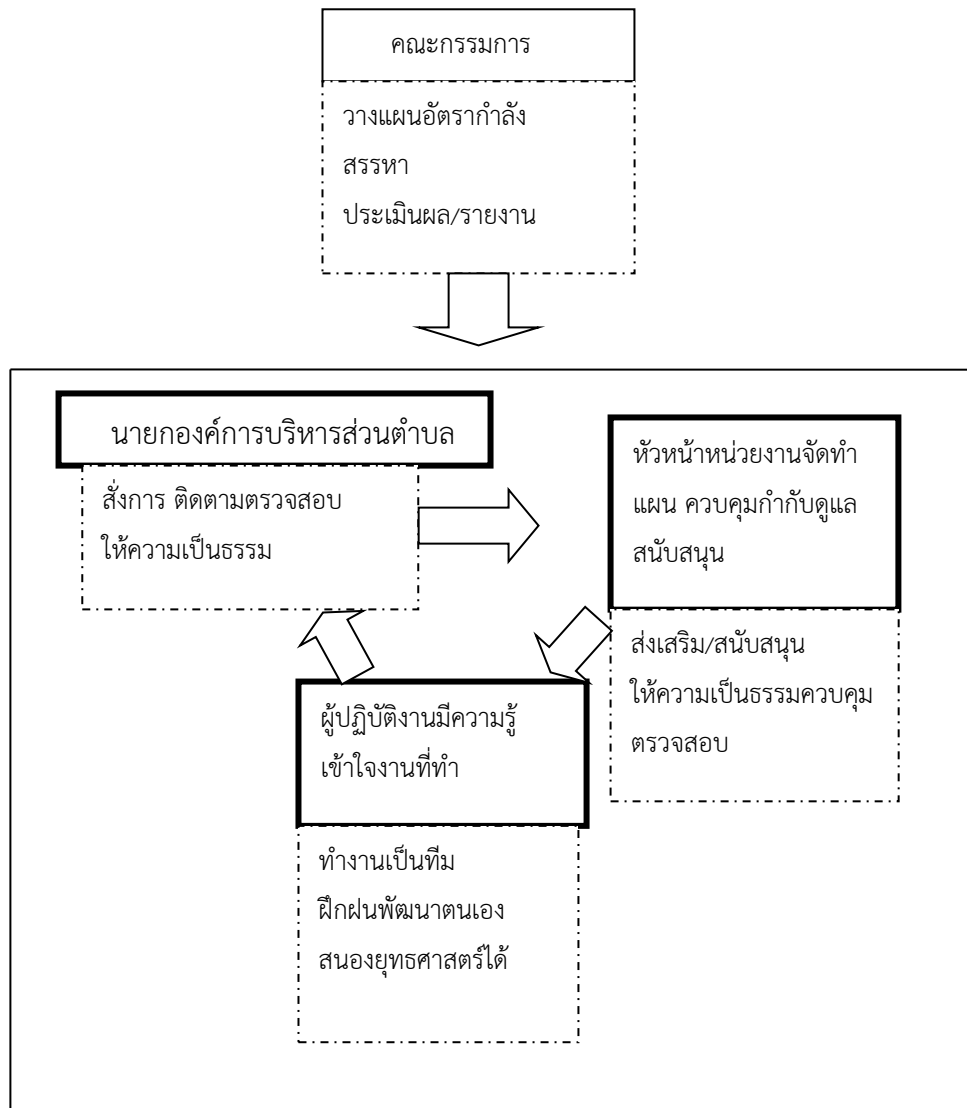 คณะกรรมการ
วางแผนอัตรากำลัง
สรรหา
ประเมินผล/รายงาน
นายกองค์การบริหารส่วนตำบล
สั่งการ ติดตามตรวจสอบ
ให้ความเป็นธรรม
หัวหน้าหน่วยงานจัดทำ
แผน ควบคุมกำกับดูแล
สนับสนุน
ส่งเสริม/สนับสนุน
ให้ความเป็นธรรมควบคุม
ตรวจสอบ
ผู้ปฏิบัติงานมีความรู้
เข้าใจงานที่ทำ
ทำงานเป็นทีม
ฝึกฝนพัฒนาตนเอง
สนองยุทธศาสตร์ได้